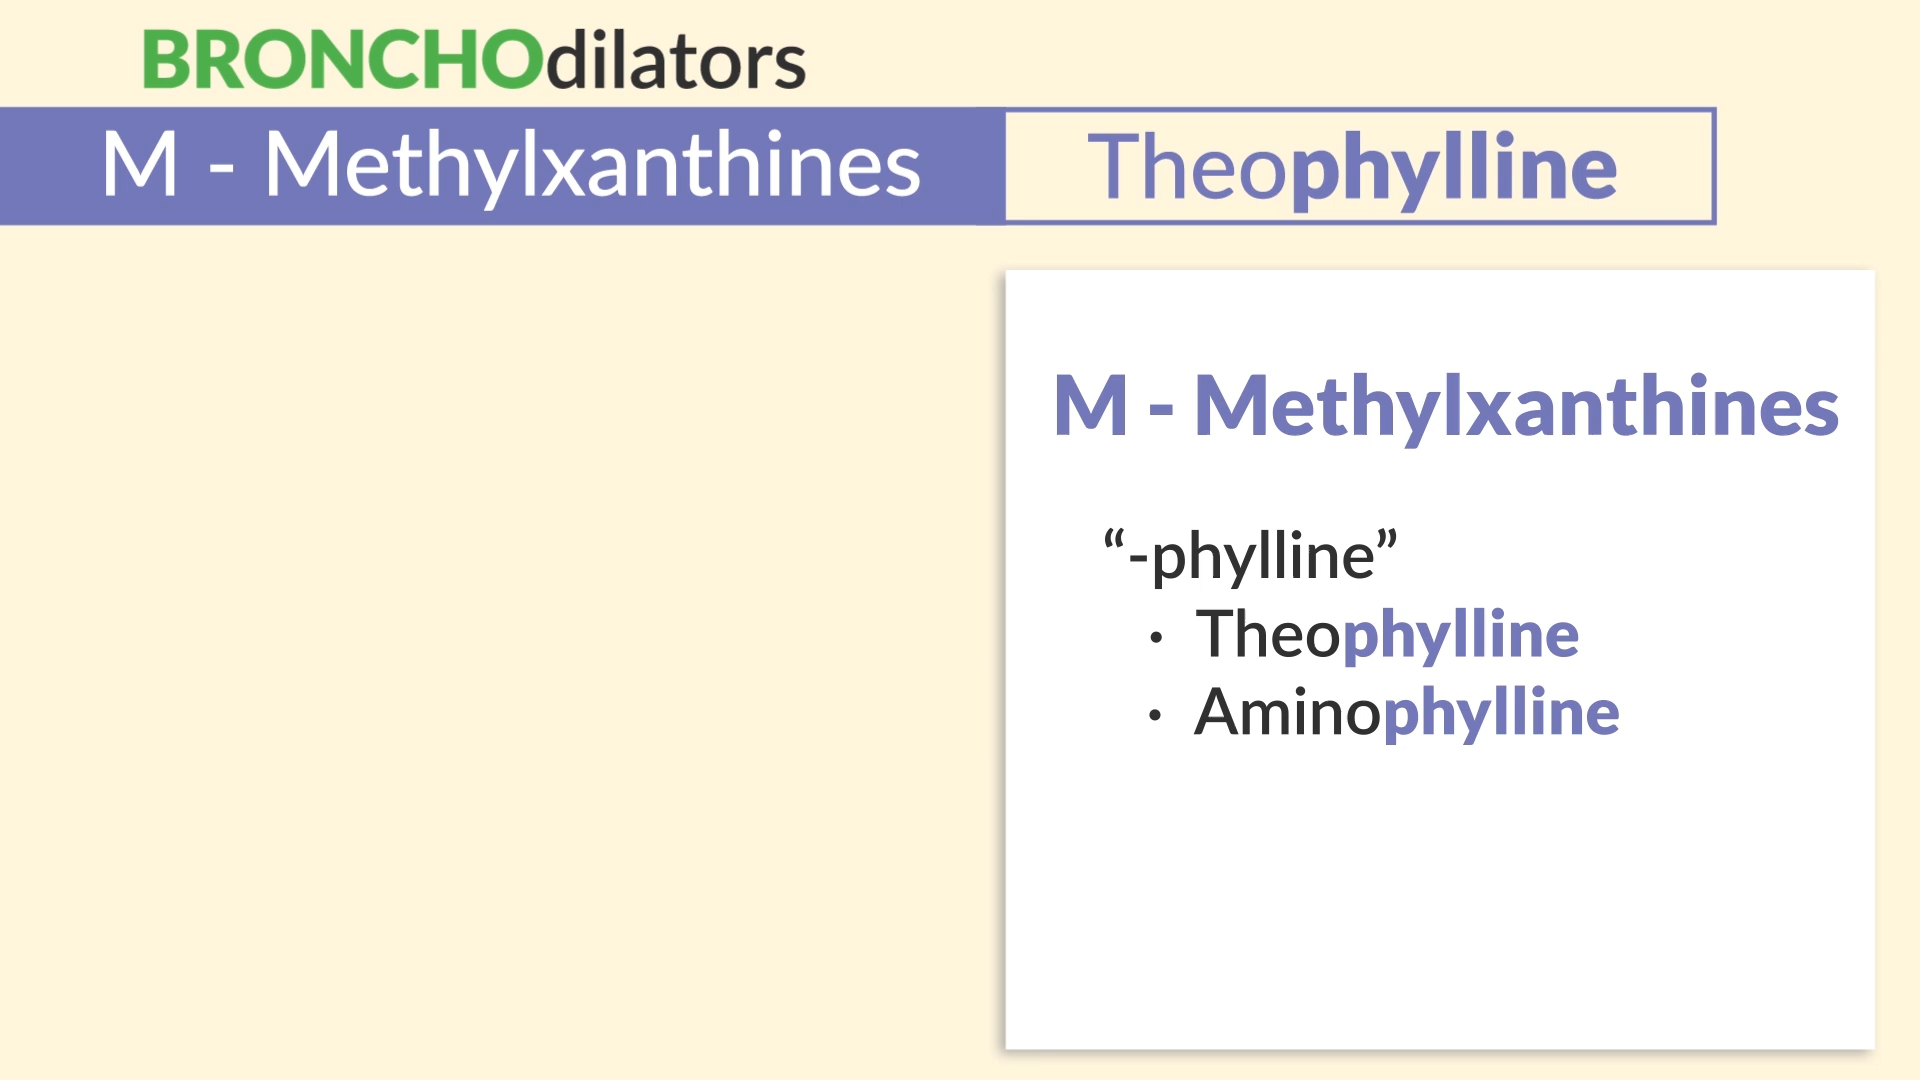 BRONCHOdilators
M - Methylxanthines
Theophylline
M - Methylxanthines
“-phylline”
· Theophylline
· Aminophylline